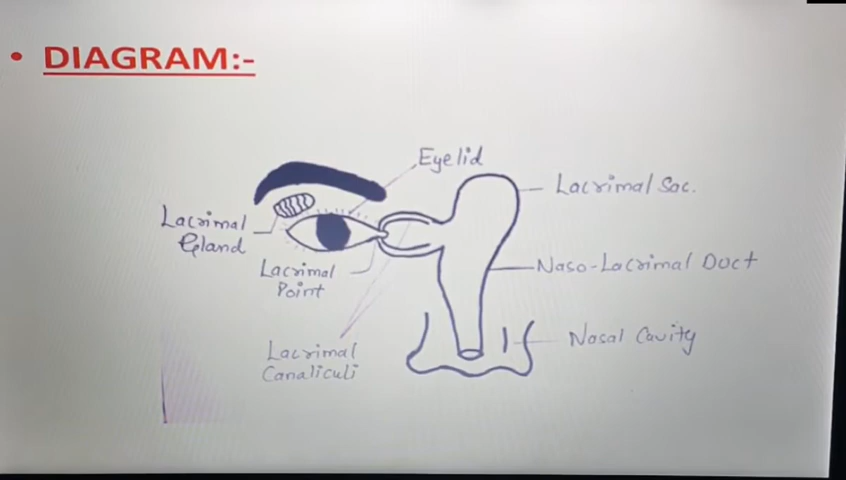 • DIAGRAM:-
Eyelid
Lacrimal Sac.
Lacrimal
Gland
Lacrimal
Point
Naso-Lacrimal Duct
Nasal Cavity
Lacrimal
Canaliculi